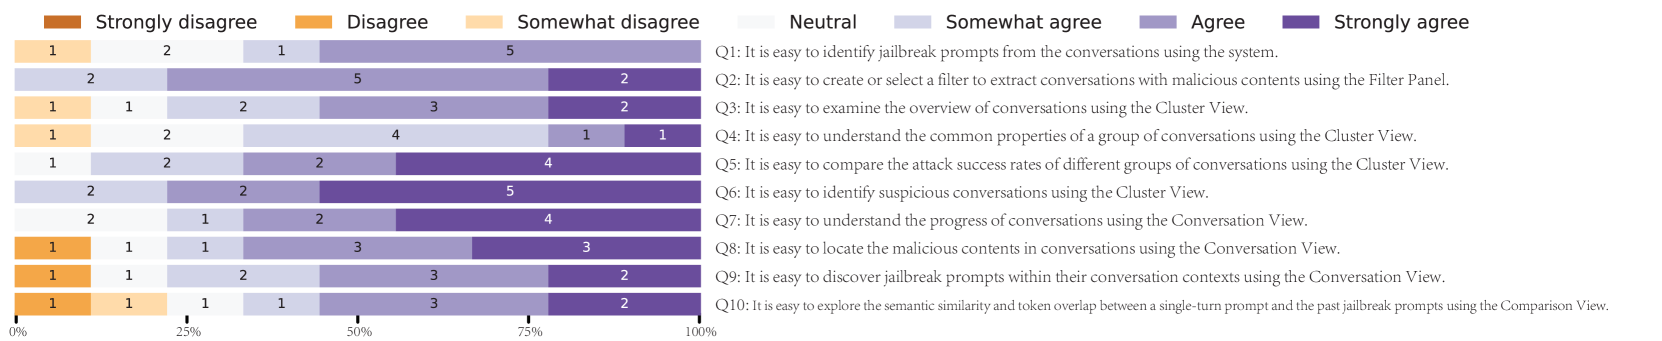 Strongly disagree Disagree Somewhat disagree Neutral Somewhat agree Agree Strongly agree
1 2 1 5 Q1: It is easy to identify jailbreak prompts from the conversations using the system.
2 5 2 Q2: It is easy to create or select a filter to extract conversations with malicious contents using the Filter Panel.
1 1 2 3 2 Q3: It is easy to examine the overview of conversations using the Cluster View.
1 2 4 1 1 Q4: It is easy to understand the common properties of a group of conversations using the Cluster View.
1 2 2 4 Q5: It is easy to compare the attack success rates of different groups of conversations using the Cluster View.
2 2 5 Q6: It is easy to identify suspicious conversations using the Cluster View.
2 1 2 4 Q7: It is easy to understand the progress of conversations using the Conversation View.
1 1 1 3 3 Q8: It is easy to locate the malicious contents in conversations using the Conversation View.
1 1 2 3 2 Q9: It is easy to discover jailbreak prompts within their conversation contexts using the Conversation View.
1 1 1 1 3 2 Q10: It is easy to explore the semantic similarity and token overlap between a single-turn prompt and the past jailbreak prompts using the Comparison View.
0% 25% 50% 75% 100%